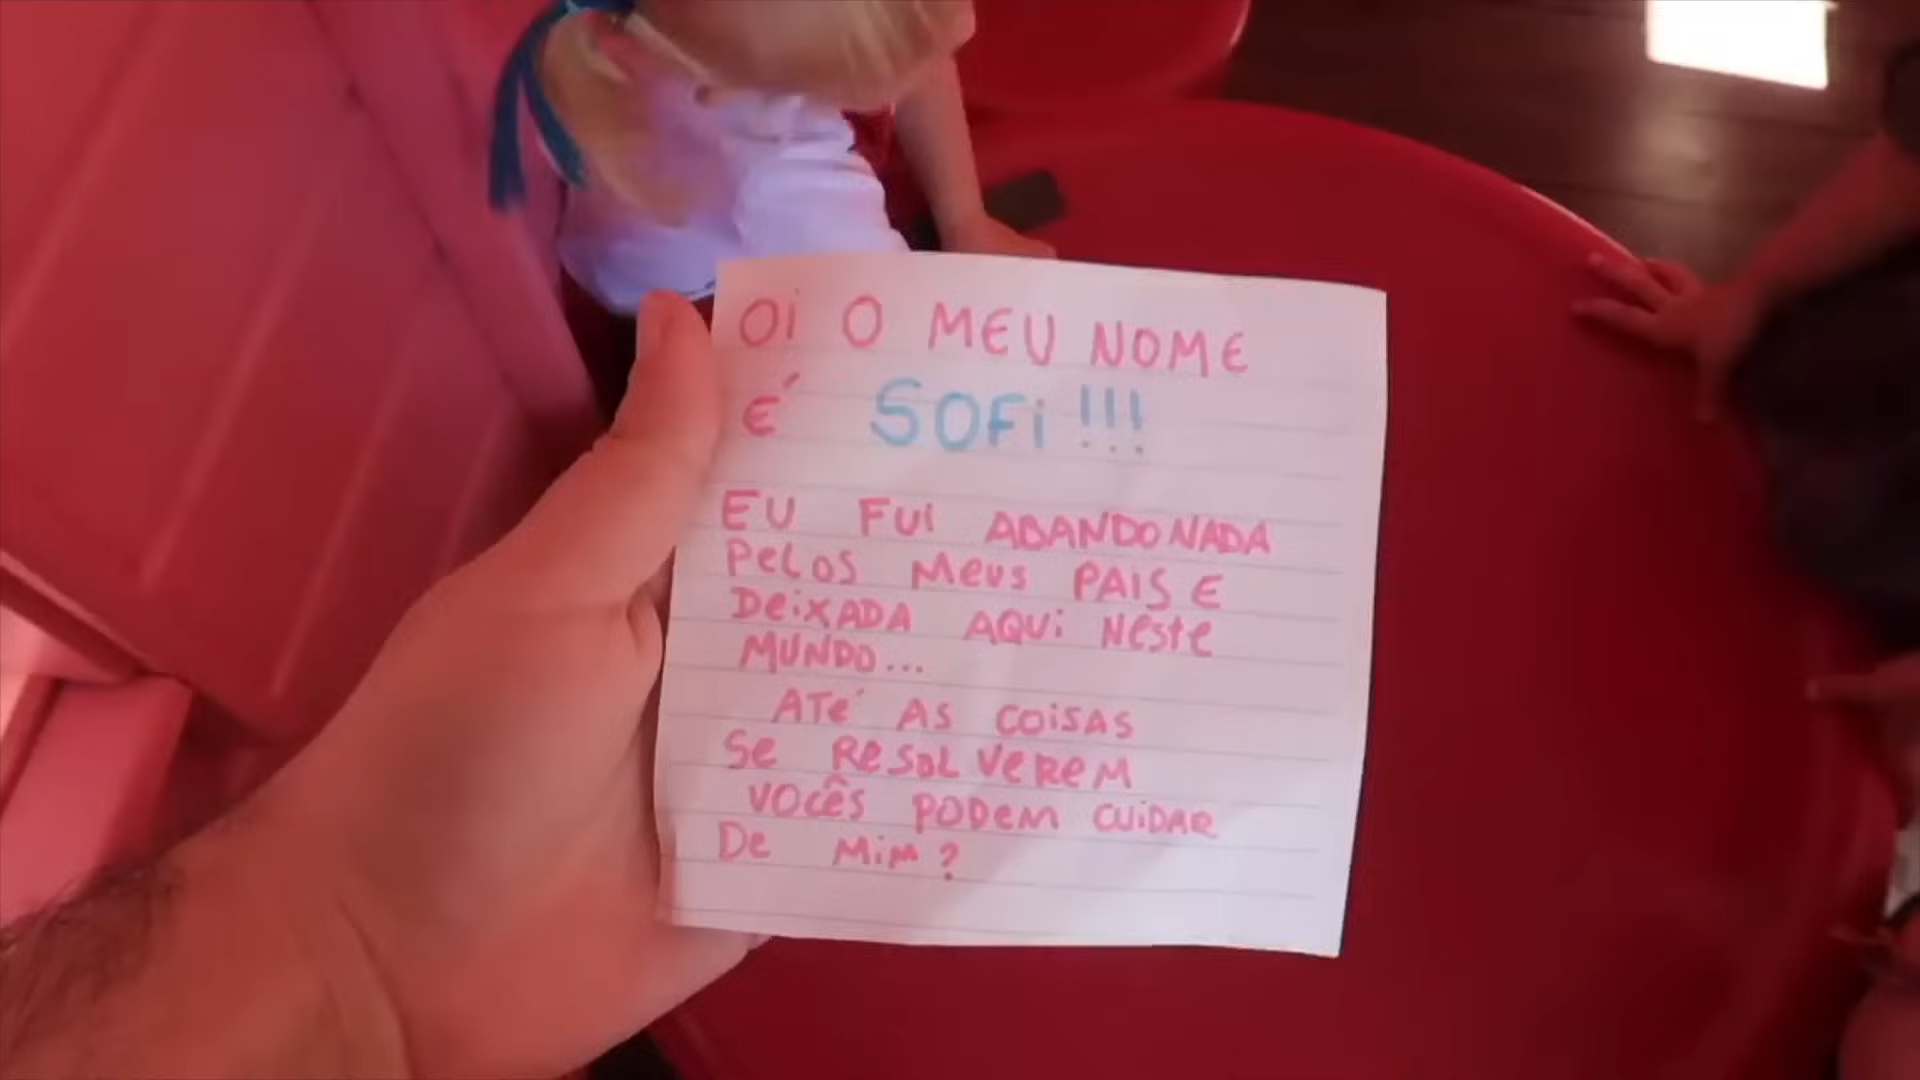 Oi O MEU NOME
É SOFi!!!
EU FUI ABANDONADA
PELOS MEUS PAIS E
DEiXADA AQUi NESTE
MUNDO...
ATÉ AS COiSAS
SE RESOLVEREM
VOCÊS PODEM CUiDAR
DE MiM?